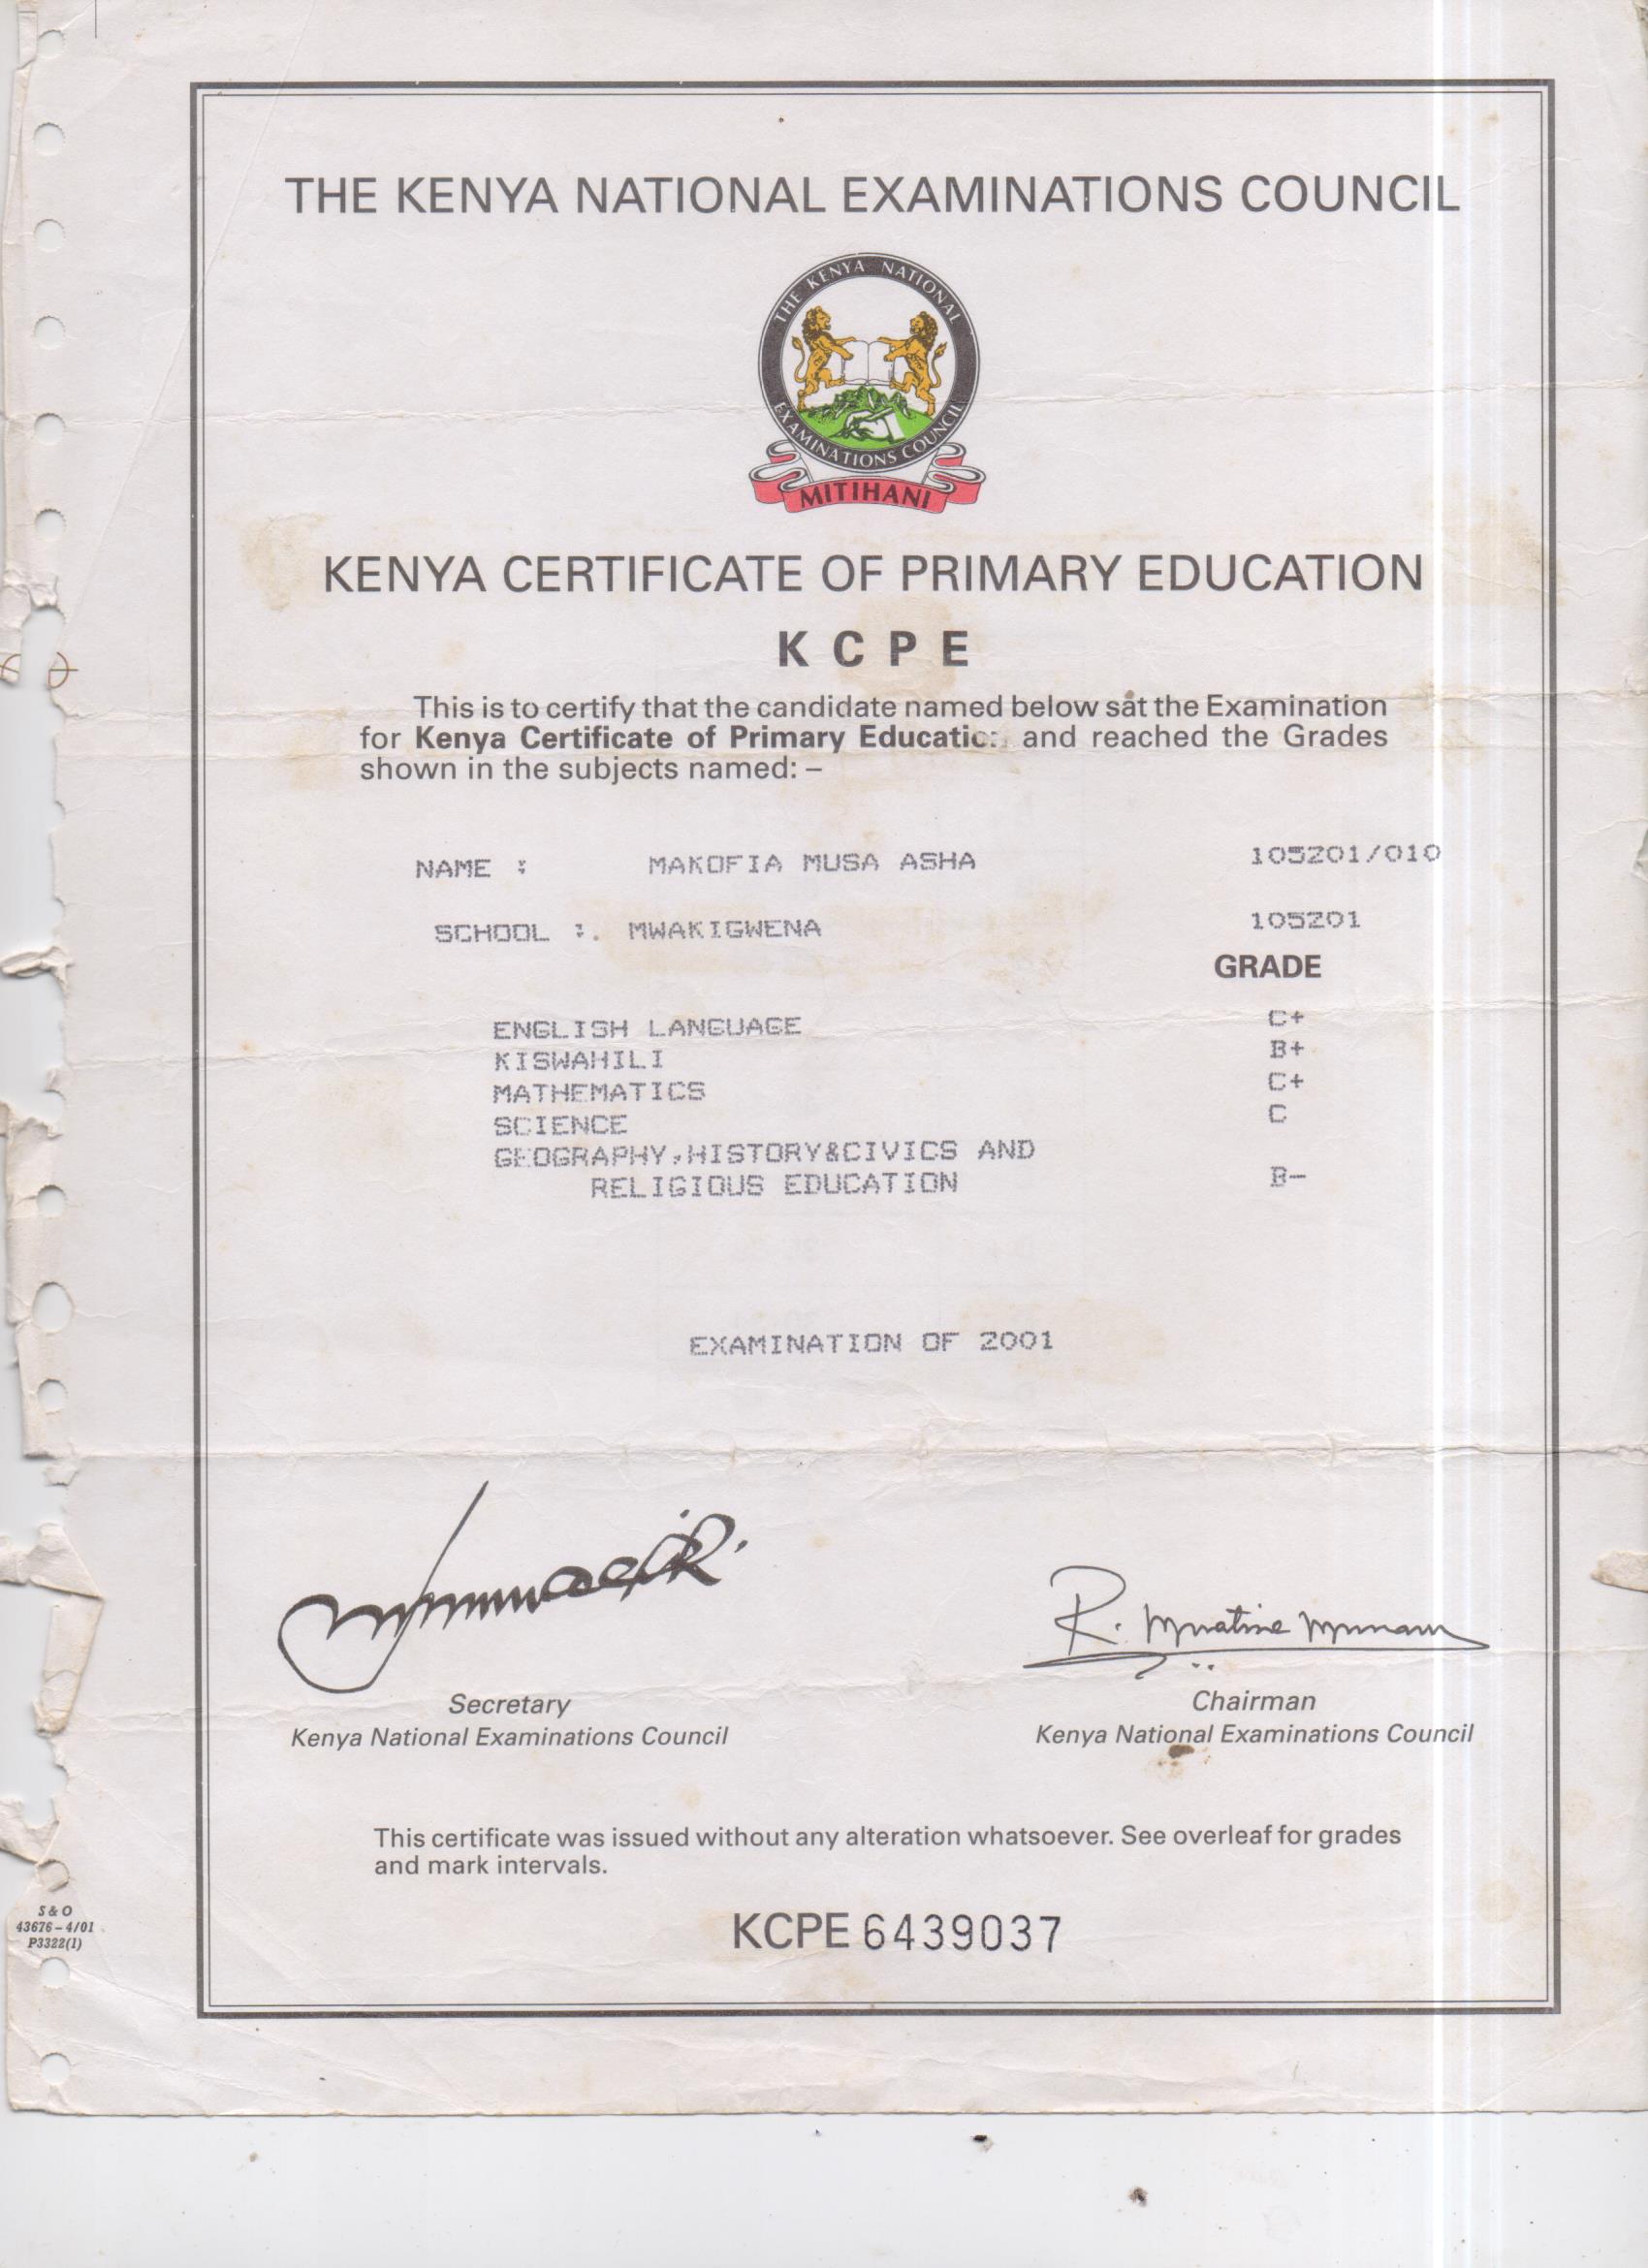 THE KENYA NATIONAL EXAMINATIONS COUNCIL
THE KENYA NATIONAL
EXAMINATIONS COUNCIL
MITIHANI
KENYA CERTIFICATE OF PRIMARY EDUCATION
K C P E
This is to certify that the candidate named below sat the Examination
for Kenya Certificate of Primary Education and reached the Grades
shown in the subjects named: –
NAME : MAKOFIA MUSA ASHA 105201/010
SCHOOL :. MWAKIGWENA 105201
GRADE
ENGLISH LANGUAGE C+
KISWAHILI B+
MATHEMATICS C+
SCIENCE C
GEOGRAPHY,HISTORY&CIVICS AND
RELIGIOUS EDUCATION B-
EXAMINATION OF 2001
R.
Secretary Chairman
Kenya National Examinations Council Kenya National Examinations Council
This certificate was issued without any alteration whatsoever. See overleaf for grades
and mark intervals.
S & O
43676 – 4/01
P3322(1)
KCPE 6439037